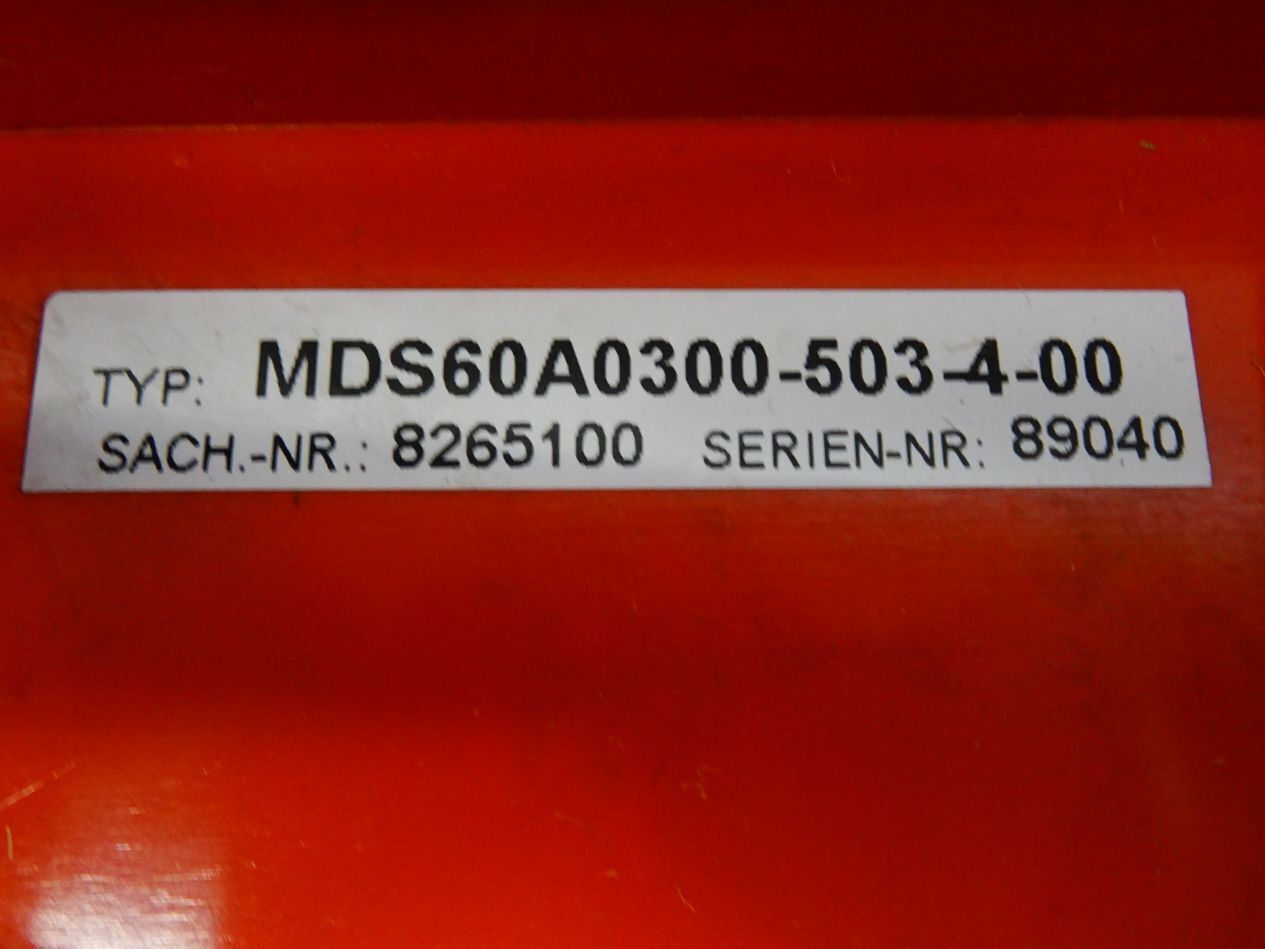 TYP: MDS60A0300-503-4-00
SACH.-NR.: 8265100 SERIEN-NR: 89040